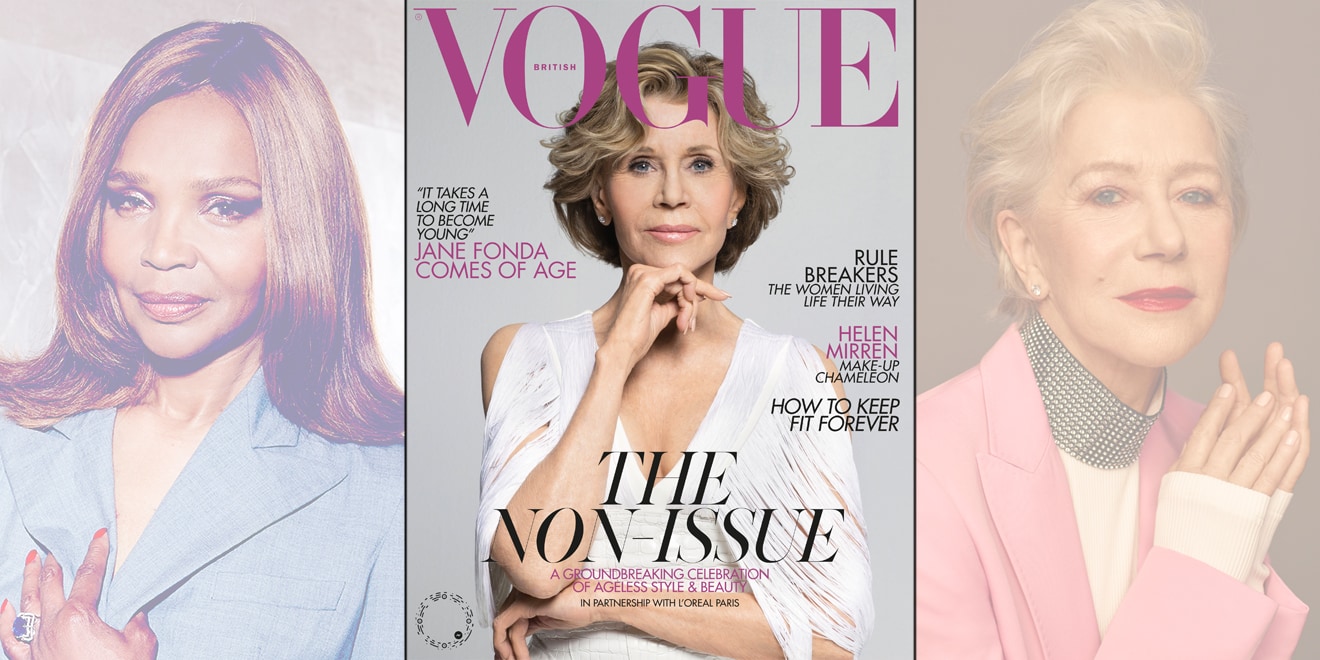 VOGUE
BRITISH
“IT TAKES A
LONG TIME
TO BECOME
YOUNG”
JANE FONDA
COMES OF AGE
RULE
BREAKERS
THE WOMEN LIVING
LIFE THEIR WAY
HELEN
MIRREN
MAKE-UP
CHAMELEON
HOW TO KEEP
FIT FOREVER
THE
NON-ISSUE
A GROUNDBREAKING CELEBRATION
OF AGELESS STYLE & BEAUTY
IN PARTNERSHIP WITH L’OREAL PARIS